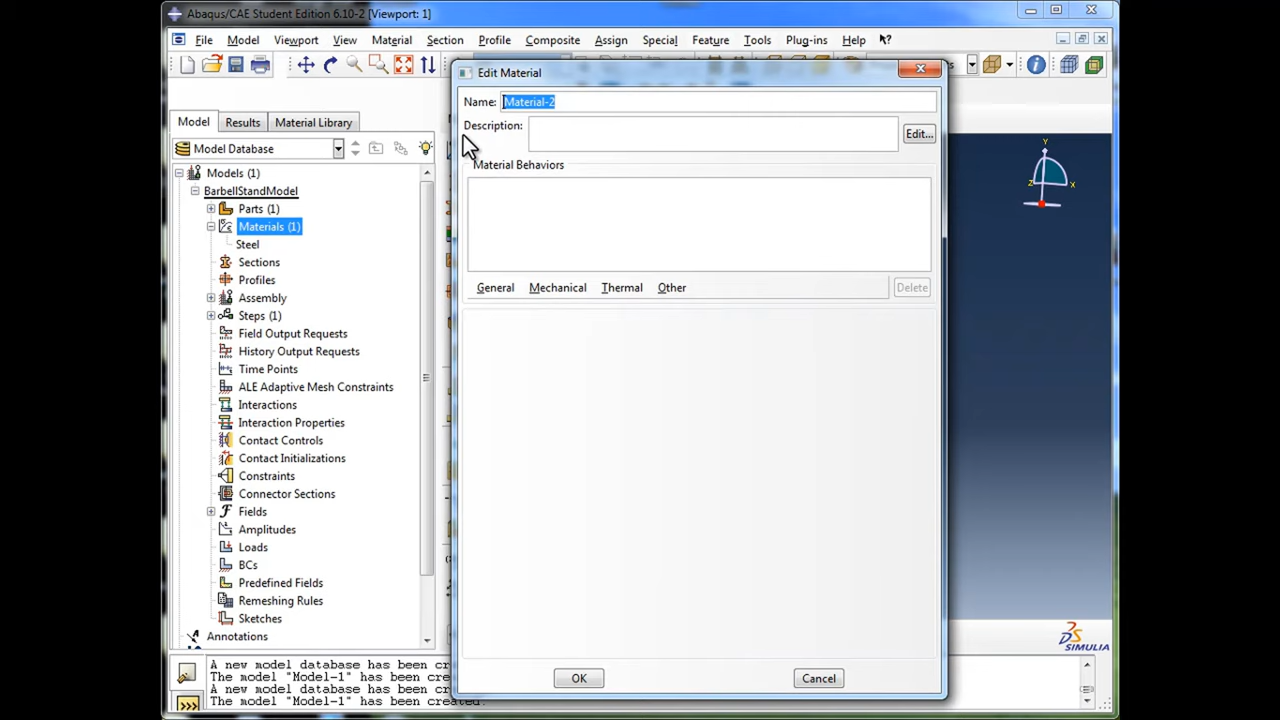 Abaqus/CAE Student Edition 6.10-2 [Viewport: 1]
File Model Viewport View Material Section Profile Composite Assign Special Feature Tools Plug-ins Help
Edit Material
Name: Material-2
Description:
Edit...
Material Behaviors
General Mechanical Thermal Other Delete
OK Cancel
Model Results Material Library
Model Database
Models (1)
BarbellStandModel
Parts (1)
Materials (1)
Steel
Sections
Profiles
Assembly
Steps (1)
Field Output Requests
History Output Requests
Time Points
ALE Adaptive Mesh Constraints
Interactions
Interaction Properties
Contact Controls
Contact Initializations
Constraints
Connector Sections
Fields
Amplitudes
Loads
BCs
Predefined Fields
Remeshing Rules
Sketches
Annotations
Y
Z X
SIMULIA
A new model database has been cre
The model "Model-1" has been crea
A new model database has been created.
The model "Model-1" has been created.